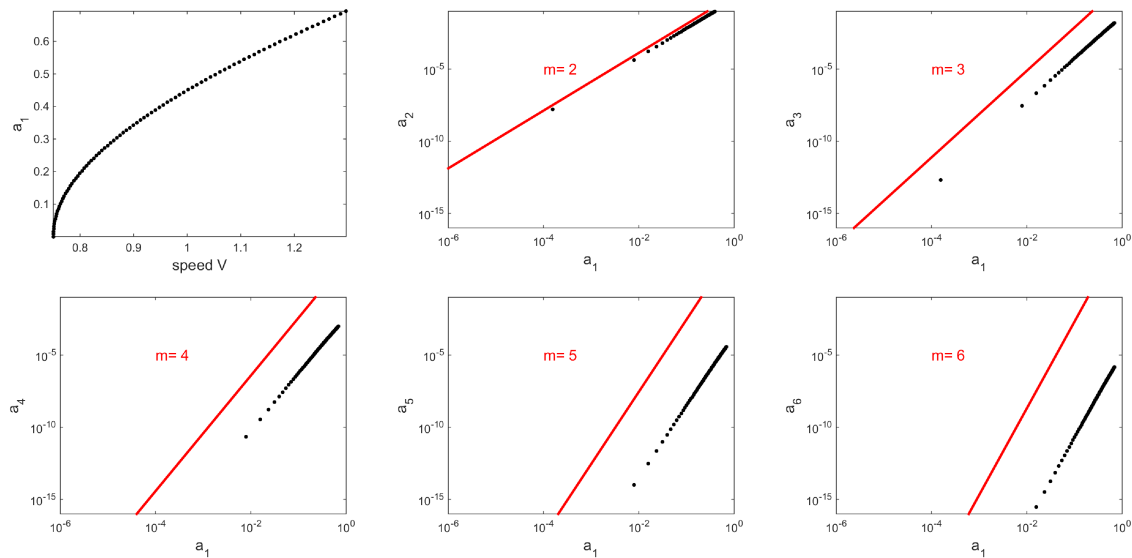 0.6
0.5
0.4
0.3
0.2
0.1
a₁
0.8 0.9 1 1.1 1.2
speed V
10⁻⁵
10⁻¹⁰
10⁻¹⁵
a₂
m= 2
10⁻⁶ 10⁻⁴ 10⁻² 10⁰
a₁
10⁻⁵
10⁻¹⁰
10⁻¹⁵
a₃
m= 3
10⁻⁶ 10⁻⁴ 10⁻² 10⁰
a₁
10⁻⁵
10⁻¹⁰
10⁻¹⁵
a₄
m= 4
10⁻⁶ 10⁻⁴ 10⁻² 10⁰
a₁
10⁻⁵
10⁻¹⁰
10⁻¹⁵
a₅
m= 5
10⁻⁶ 10⁻⁴ 10⁻² 10⁰
a₁
10⁻⁵
10⁻¹⁰
10⁻¹⁵
a₆
m= 6
10⁻⁶ 10⁻⁴ 10⁻² 10⁰
a₁